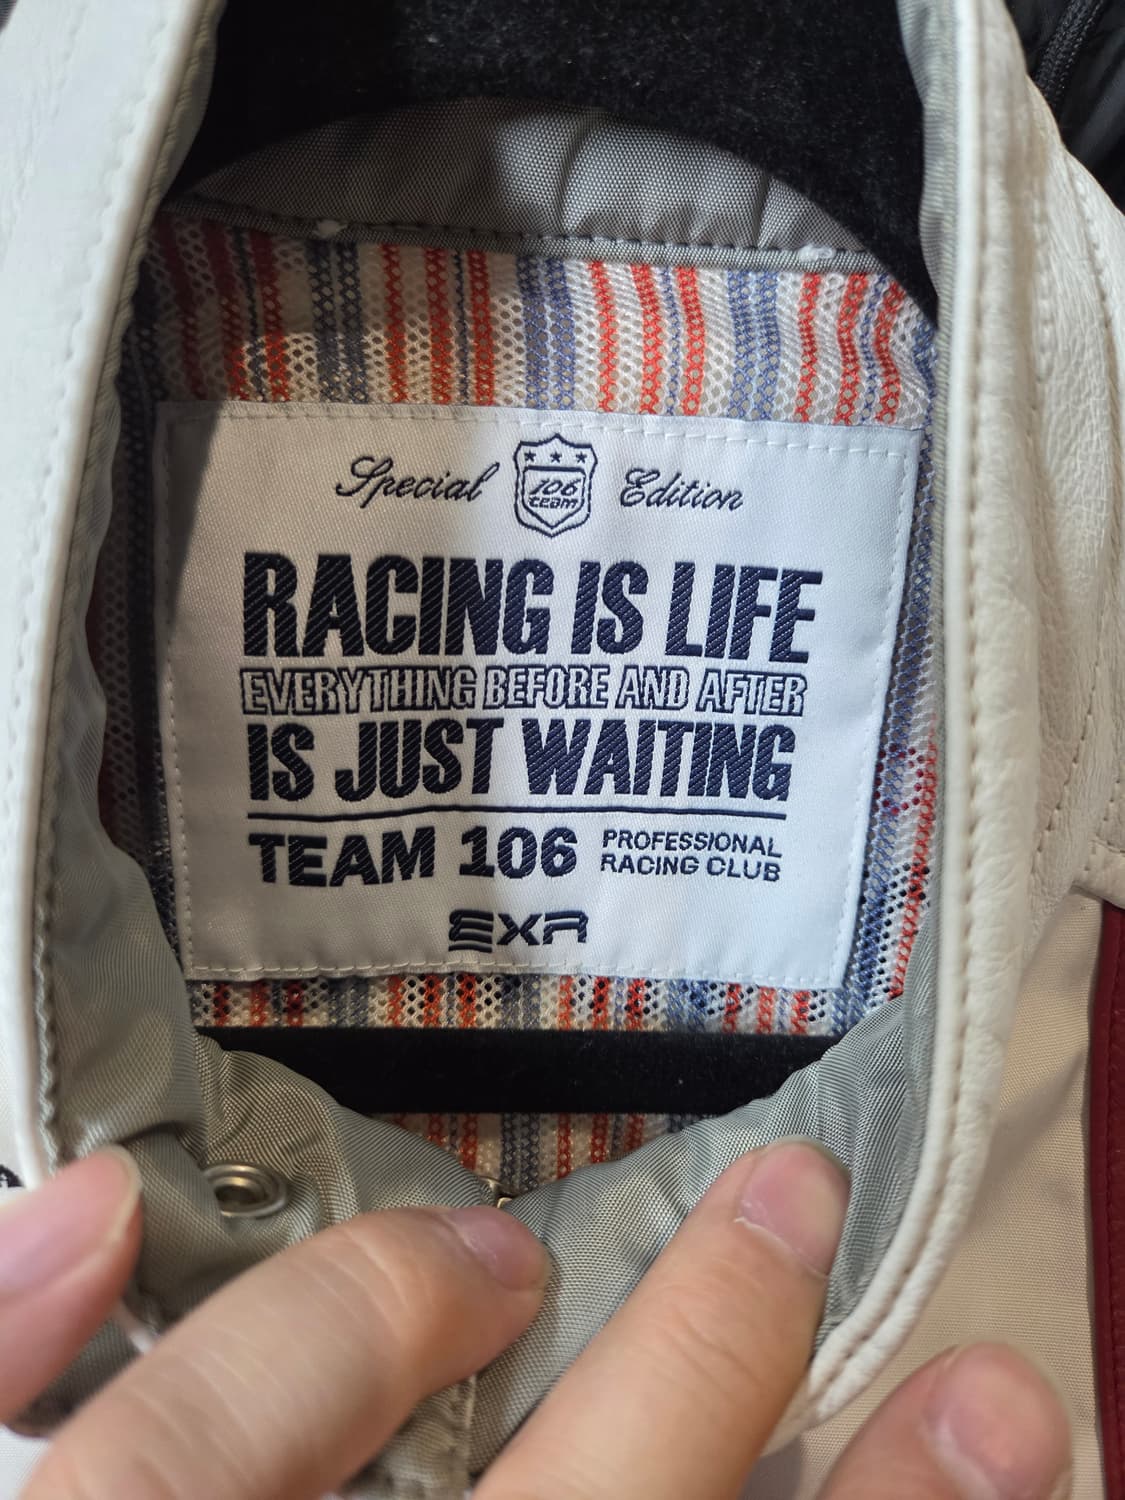 Special Edition
106
team
RACING IS LIFE
EVERYTHING BEFORE AND AFTER
IS JUST WAITING
TEAM 106 PROFESSIONAL
RACING CLUB
EXR